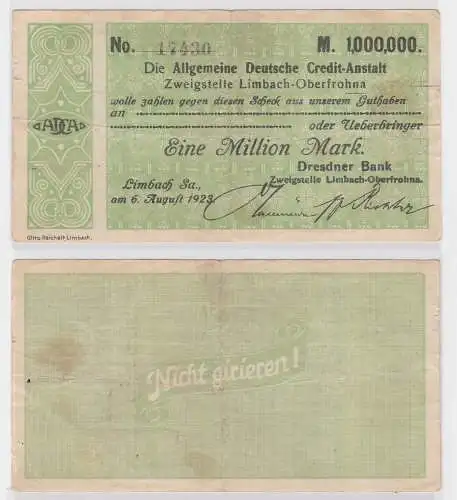 No. 17430 M. 1,000,000.
Die Allgemeine Deutsche Credit-Anstalt
Zweigstelle Limbach-Oberfrohna
wolle zahlen gegen diesen Scheck aus unserem Guthaben
an
oder Ueberbringer
ADCA
Eine Million Mark.
Dresdner Bank
Zweigstelle Limbach-Oberfrohna.
Limbach Sa.,
am 6. August 1923.
Otto Reichelt Limbach.
Nicht girieren!